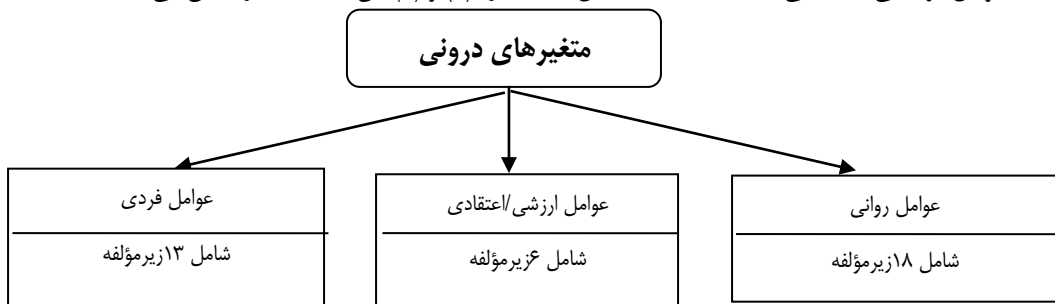 متغیرهای درونی
عوامل روانی
شامل ۱۸زیرمؤلفه
عوامل ارزشی/اعتقادی
شامل ۶زیرمؤلفه
عوامل فردی
شامل ۱۳زیرمؤلفه